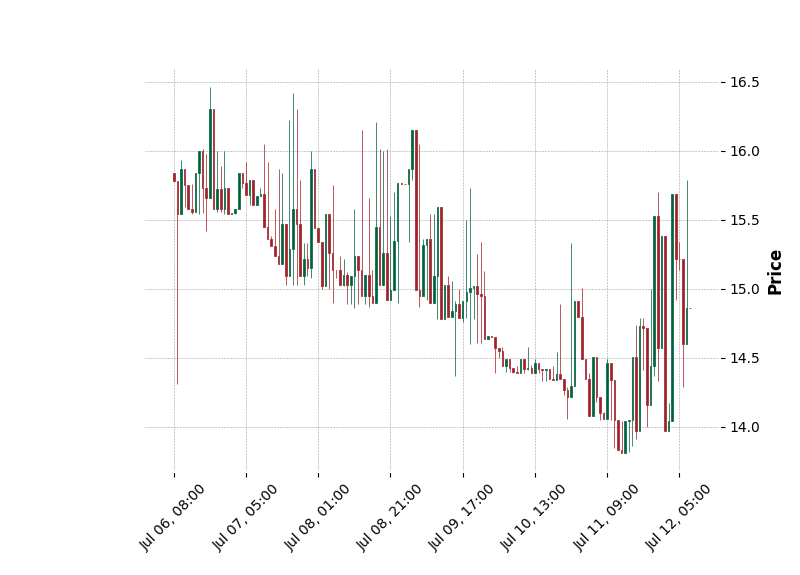 16.5
16.0
15.5
15.0
14.5
14.0
Price
Jul 06, 08:00
Jul 07, 05:00
Jul 08, 01:00
Jul 08, 21:00
Jul 09, 17:00
Jul 10, 13:00
Jul 11, 09:00
Jul 12, 05:00